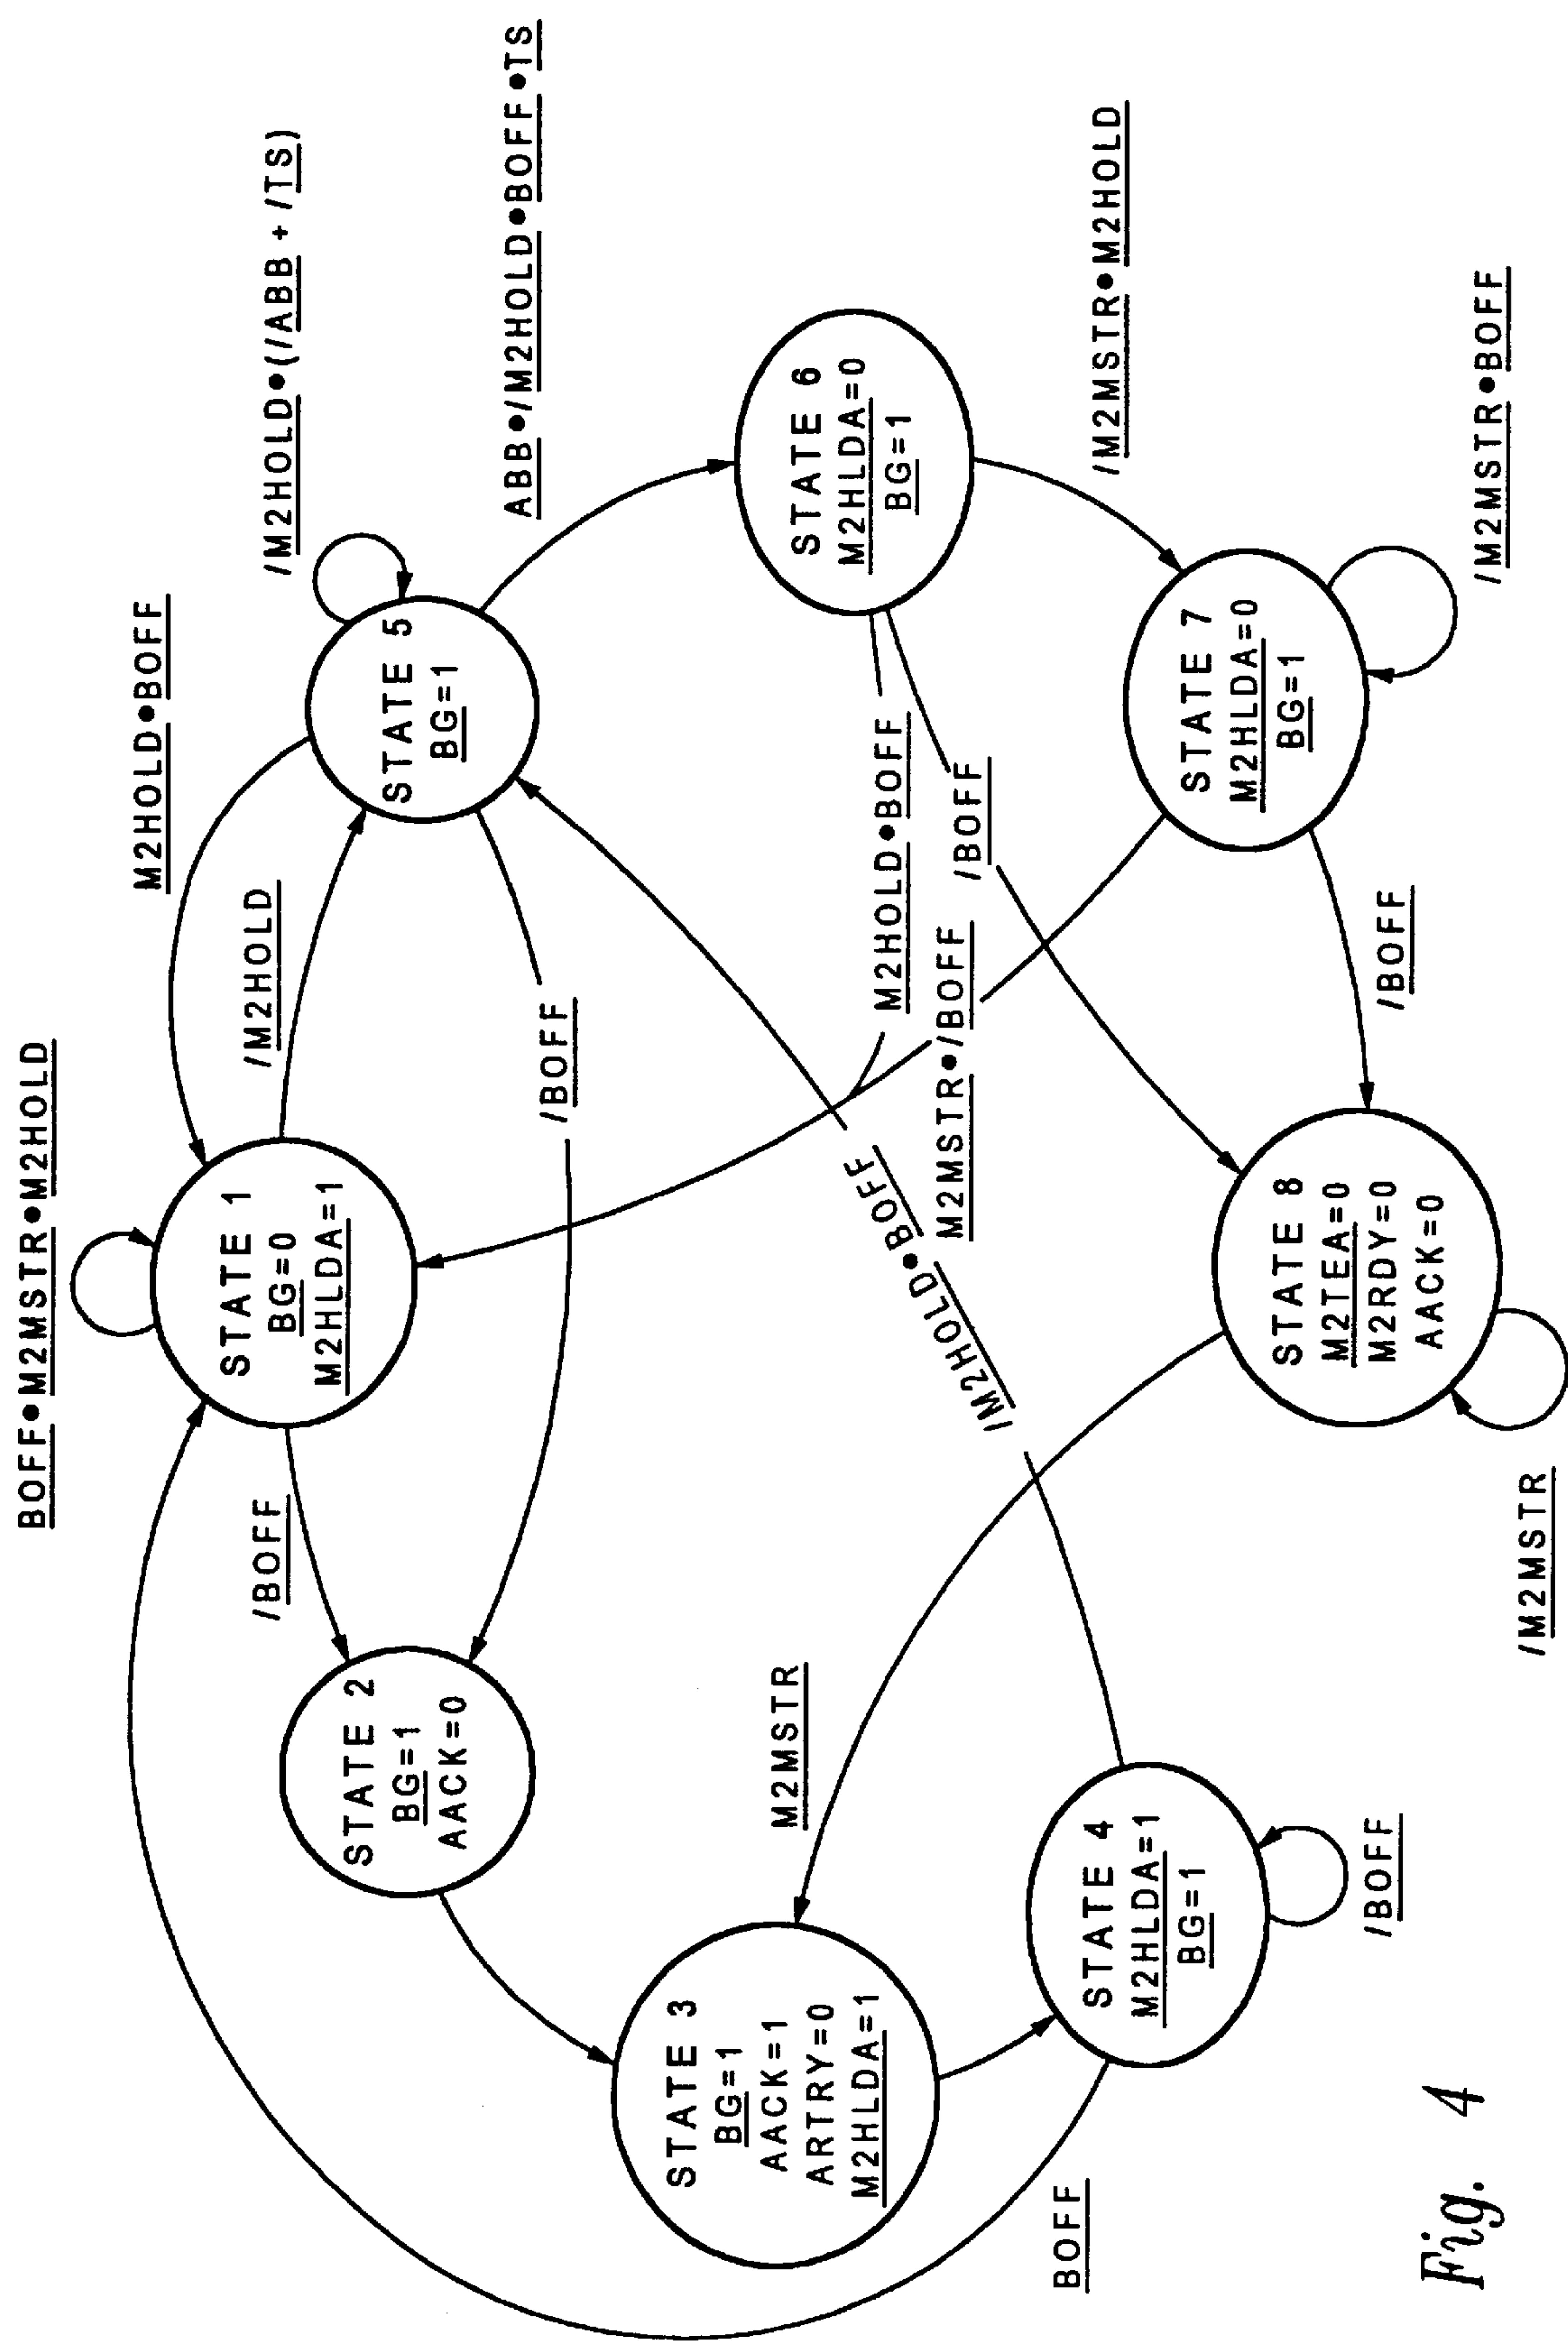 BOFF•M2MSTR•M2HOLD
M2HOLD•BOFF
/M2HOLD•(/ABB + /TS)
/M2HOLD
/BOFF
STATE 1
BG=0
M2HLDA=1
STATE 5
BG=1
ABB•/M2HOLD•BOFF•TS
/BOFF
STATE 2
BG=1
AACK=0
STATE 6
M2HLDA=0
BG=1
M2HOLD•BOFF
/BOFF
M2MSTR•/BOFF
/M2HOLD•BOFF
/M2MSTR•M2HOLD
M2MSTR
STATE 3
BG=1
AACK=1
ARTRY=0
M2HLDA=1
STATE 4
M2HLDA=1
BG=1
STATE 7
M2HLDA=0
BG=1
BOFF
/BOFF
/BOFF
STATE 8
M2TEA=0
M2RDY=0
AACK=0
/M2MSTR•BOFF
/M2MSTR
Fig. 4